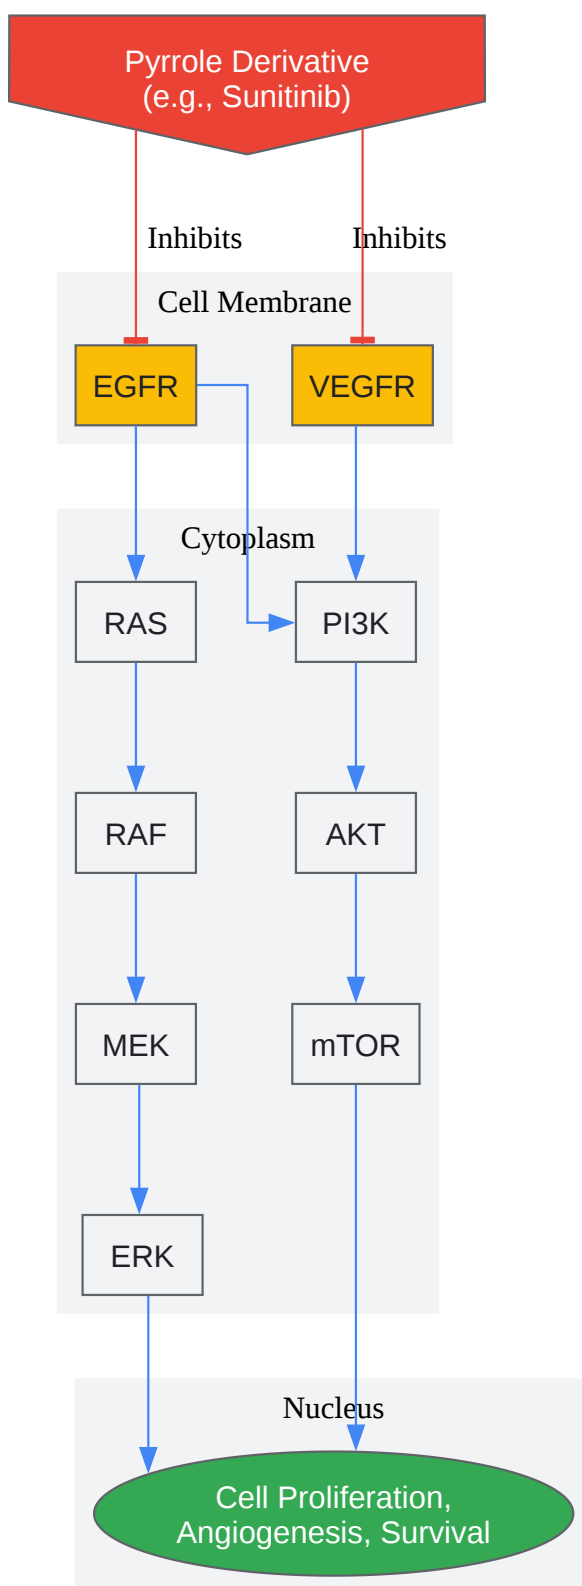 Pyrrole Derivative
(e.g., Sunitinib)
Inhibits
Inhibits
Cell Membrane
EGFR
VEGFR
Cytoplasm
RAS
PI3K
RAF
AKT
MEK
mTOR
ERK
Nucleus
Cell Proliferation,
Angiogenesis, Survival